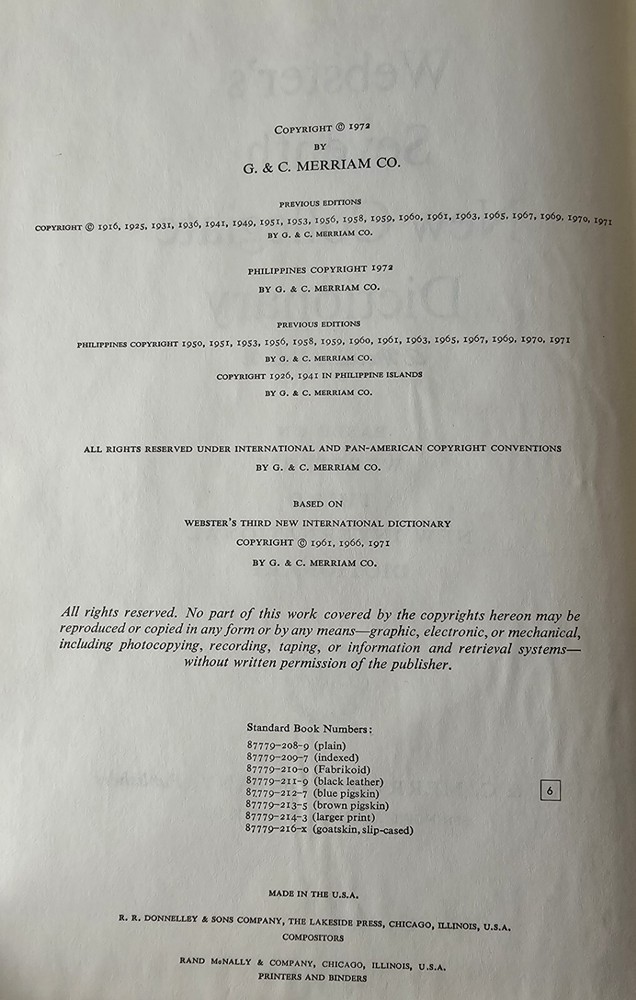 Copyright © 1972
BY
G. & C. MERRIAM CO.
PREVIOUS EDITIONS
COPYRIGHT © 1916, 1925, 1931, 1936, 1941, 1949, 1951, 1953, 1956, 1958, 1959, 1960, 1961, 1963, 1965, 1967, 1969, 1970, 1971
BY G. & C. MERRIAM CO.
PHILIPPINES COPYRIGHT 1972
BY G. & C. MERRIAM CO.
PREVIOUS EDITIONS
PHILIPPINES COPYRIGHT 1950, 1951, 1953, 1956, 1958, 1959, 1960, 1961, 1963, 1965, 1967, 1969, 1970, 1971
BY G. & C. MERRIAM CO.
COPYRIGHT 1926, 1941 IN PHILIPPINE ISLANDS
BY G. & C. MERRIAM CO.
ALL RIGHTS RESERVED UNDER INTERNATIONAL AND PAN-AMERICAN COPYRIGHT CONVENTIONS
BY G. & C. MERRIAM CO.
BASED ON
WEBSTER'S THIRD NEW INTERNATIONAL DICTIONARY
COPYRIGHT © 1961, 1966, 1971
BY G. & C. MERRIAM CO.
All rights reserved. No part of this work covered by the copyrights hereon may be
reproduced or copied in any form or by any means—graphic, electronic, or mechanical,
including photocopying, recording, taping, or information and retrieval systems—
without written permission of the publisher.
Standard Book Numbers:
87779-208-9 (plain)
87779-209-7 (indexed)
87779-210-0 (Fabrikoid)
87779-211-9 (black leather)
87779-212-7 (blue pigskin)
87779-213-5 (brown pigskin)
87779-214-3 (larger print)
87779-216-x (goatskin, slip-cased)
6
MADE IN THE U.S.A.
R. R. DONNELLEY & SONS COMPANY, THE LAKESIDE PRESS, CHICAGO, ILLINOIS, U.S.A.
COMPOSITORS
RAND McNALLY & COMPANY, CHICAGO, ILLINOIS, U.S.A.
PRINTERS AND BINDERS